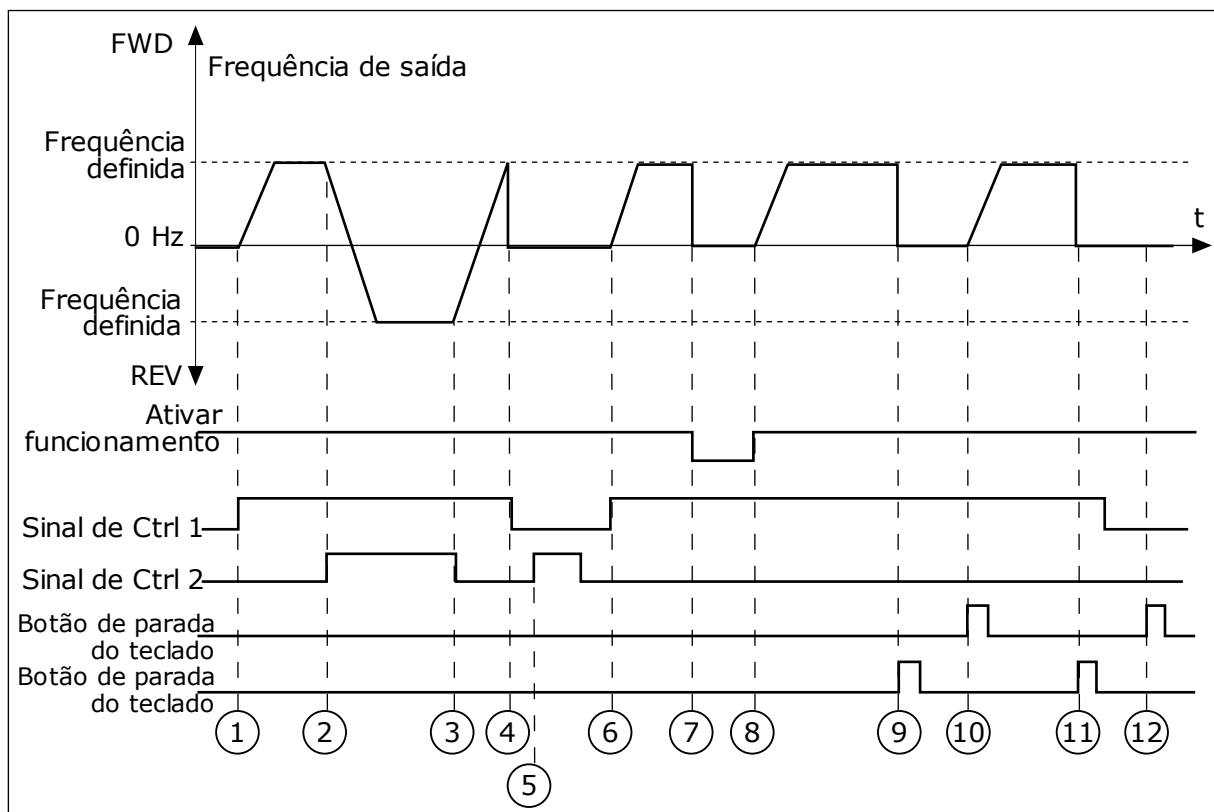 FWD
Frequência de saída
Frequência
definida
0 Hz
t
Frequência
definida
REV
Ativar
funcionamento
Sinal de Ctrl 1
Sinal de Ctrl 2
Botão de parada
do teclado
Botão de parada
do teclado
1 2 3 4 6 7 8 9 10 11 12
5